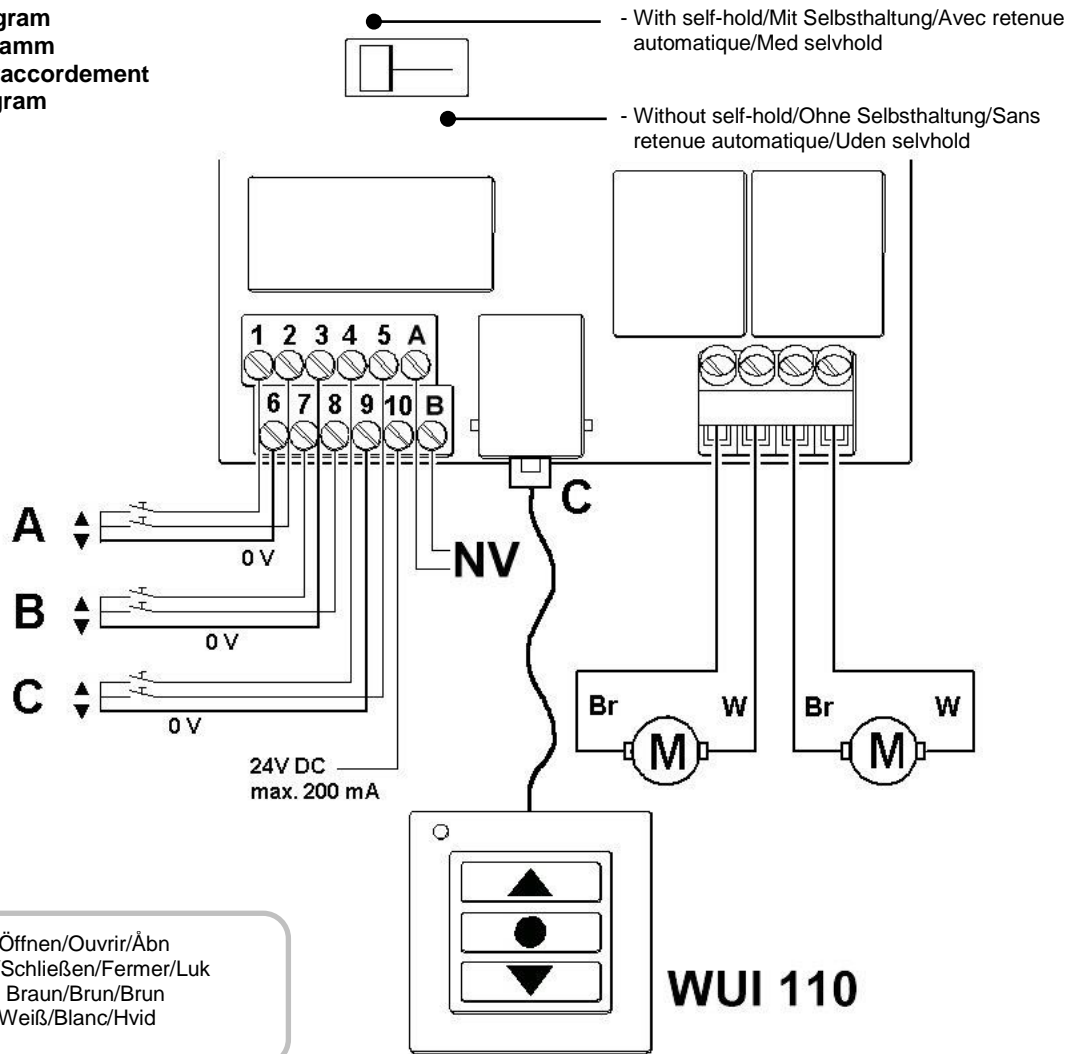 gram
ramm
raccordement
gram
- With self-hold/Mit Selbsthaltung/Avec retenue
automatique/Med selvhold
- Without self-hold/Ohne Selbsthaltung/Sans
retenue automatique/Uden selvhold
1 2 3 4 5 A
6 7 8 9 10 B
C
A
0 V
NV
B
0 V
C
0 V
Br W Br W
M M
24V DC
max. 200 mA
WUI 110
Öffnen/Ouvrir/Åbn
/Schließen/Fermer/Luk
Braun/Brun/Brun
Weiß/Blanc/Hvid